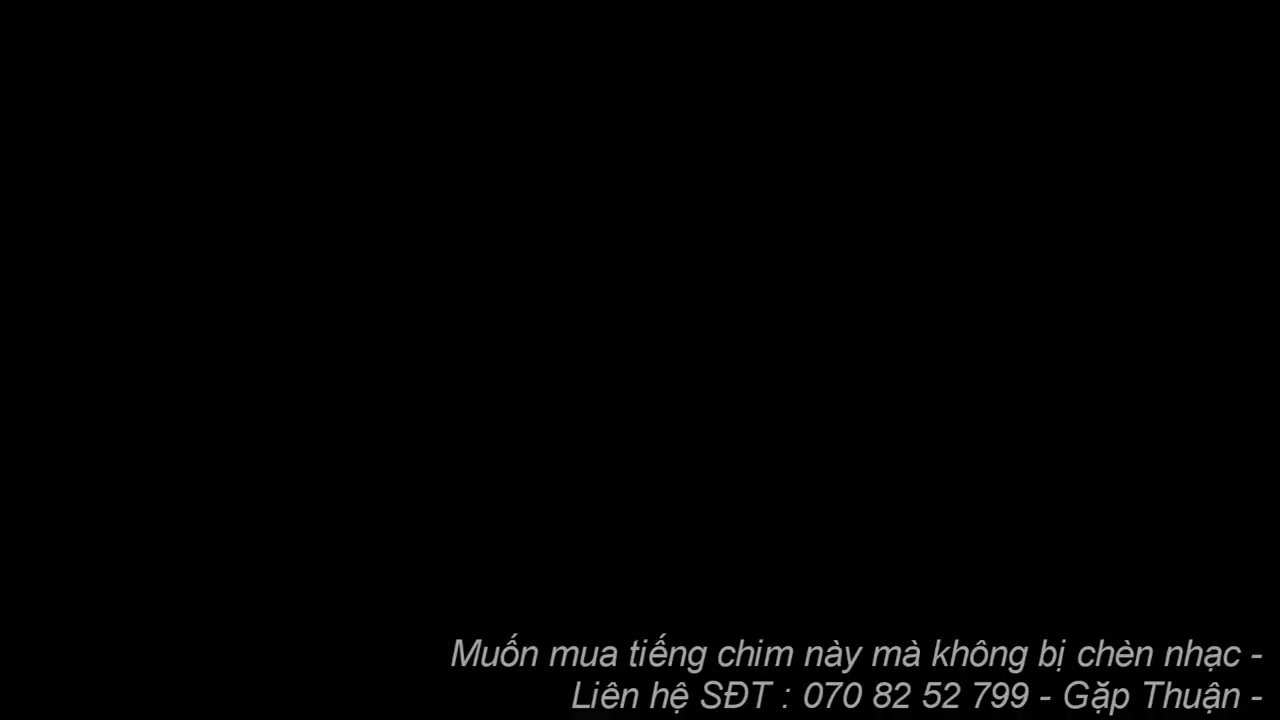 Muốn mua tiếng chim này mà không bị chèn nhạc -
Liên hệ SĐT : 070 82 52 799 - Gặp Thuận -